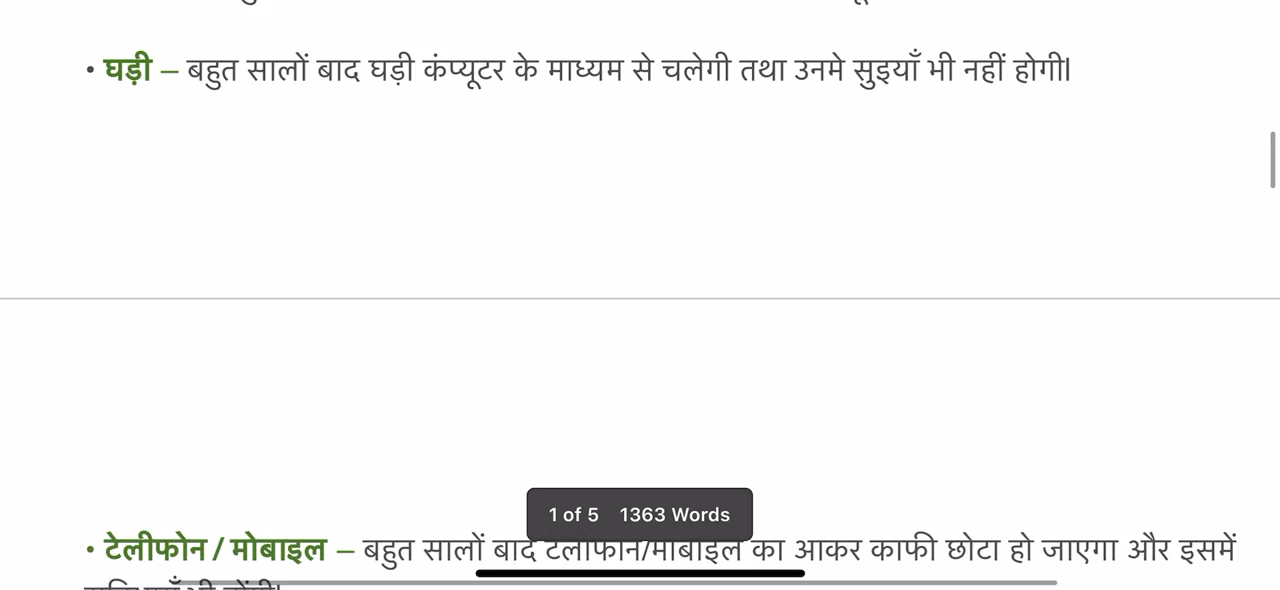 • घड़ी – बहुत सालों बाद घड़ी कंप्यूटर के माध्यम से चलेगी तथा उनमे सुइयाँ भी नहीं होगी।
1 of 5 1363 Words
• टेलीफोन / मोबाइल – बहुत सालों बाद टेलीफोन/मोबाइल का आकर काफी छोटा हो जाएगा और इसमें